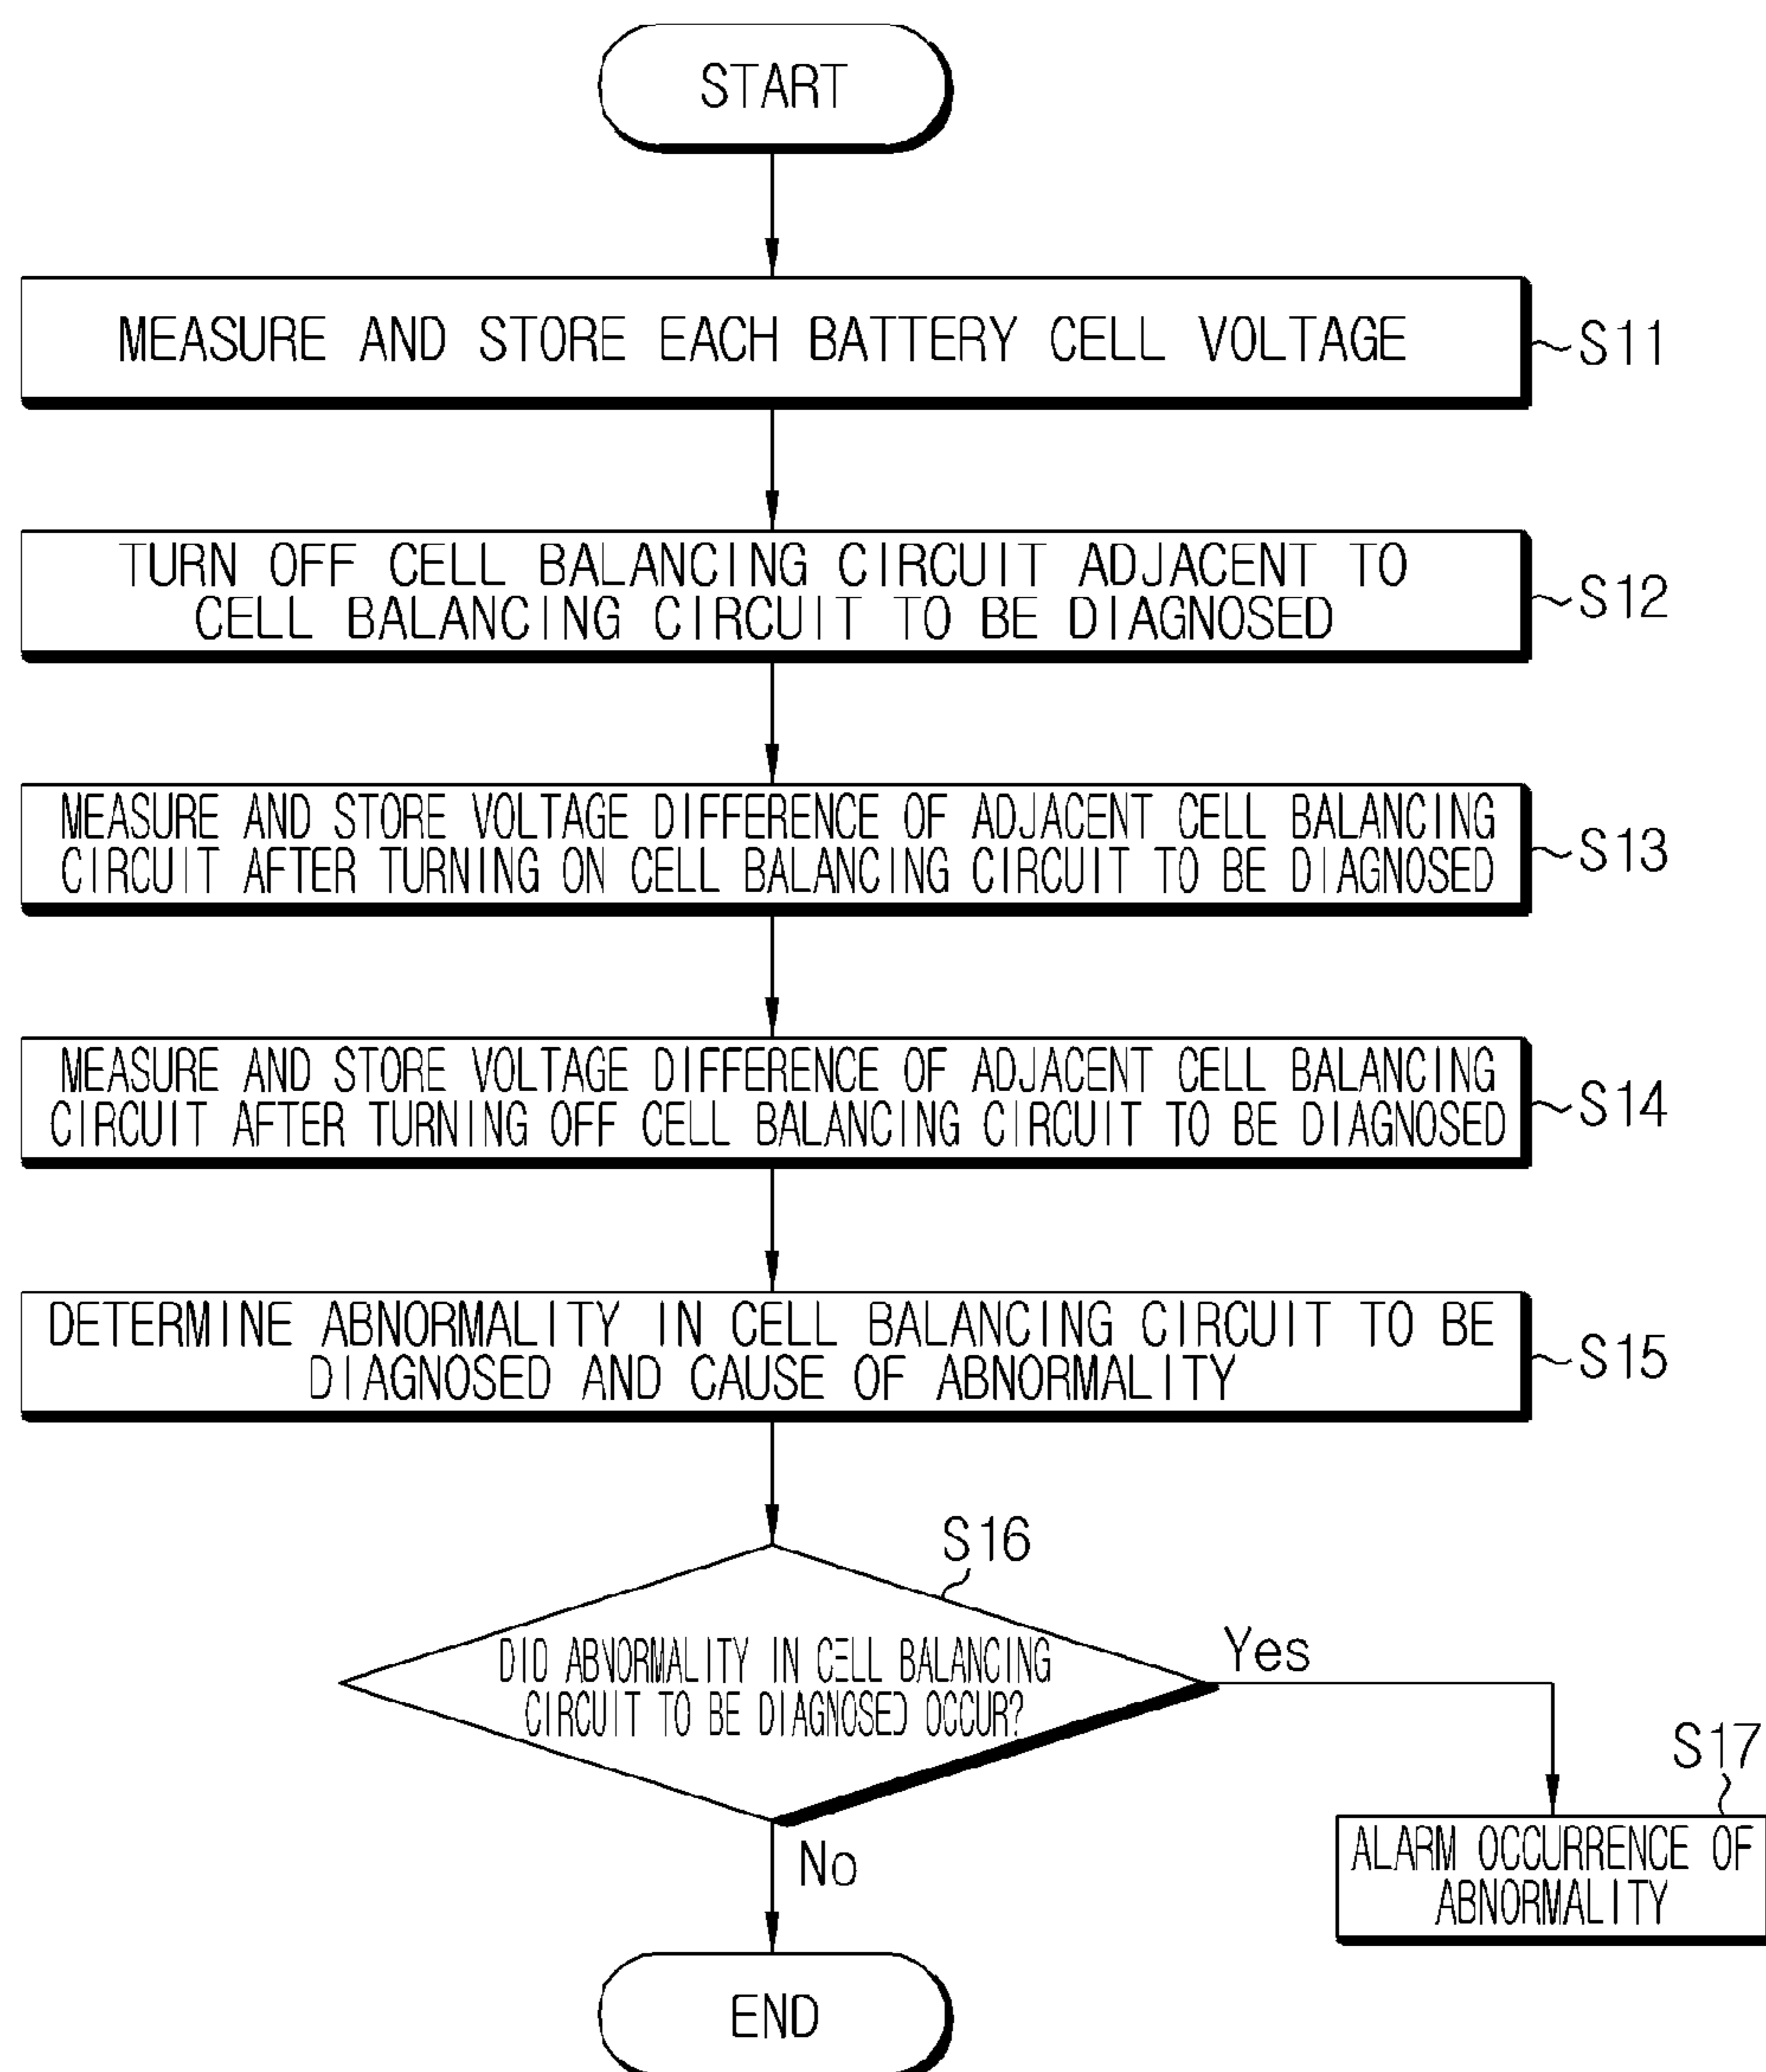 START
MEASURE AND STORE EACH BATTERY CELL VOLTAGE
S11
TURN OFF CELL BALANCING CIRCUIT ADJACENT TO
CELL BALANCING CIRCUIT TO BE DIAGNOSED
S12
MEASURE AND STORE VOLTAGE DIFFERENCE OF ADJACENT CELL BALANCING
CIRCUIT AFTER TURNING ON CELL BALANCING CIRCUIT TO BE DIAGNOSED
S13
MEASURE AND STORE VOLTAGE DIFFERENCE OF ADJACENT CELL BALANCING
CIRCUIT AFTER TURNING OFF CELL BALANCING CIRCUIT TO BE DIAGNOSED
S14
DETERMINE ABNORMALITY IN CELL BALANCING CIRCUIT TO BE
DIAGNOSED AND CAUSE OF ABNORMALITY
S15
S16
DID ABNORMALITY IN CELL BALANCING
CIRCUIT TO BE DIAGNOSED OCCUR?
Yes
S17
ALARM OCCURRENCE OF
ABNORMALITY
No
END